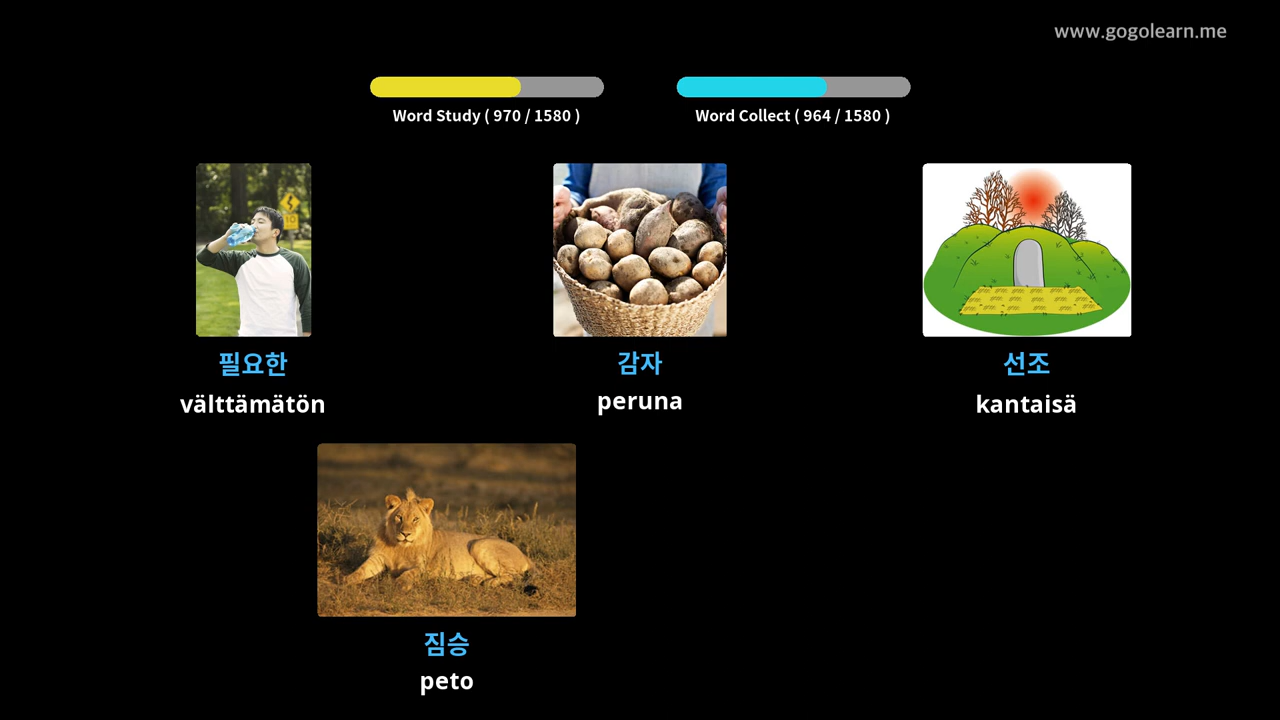 www.gogolearn.me
Word Study ( 970 / 1580 )
Word Collect ( 964 / 1580 )
필요한
välttämätön
감자
peruna
선조
kantaisä
짐승
peto